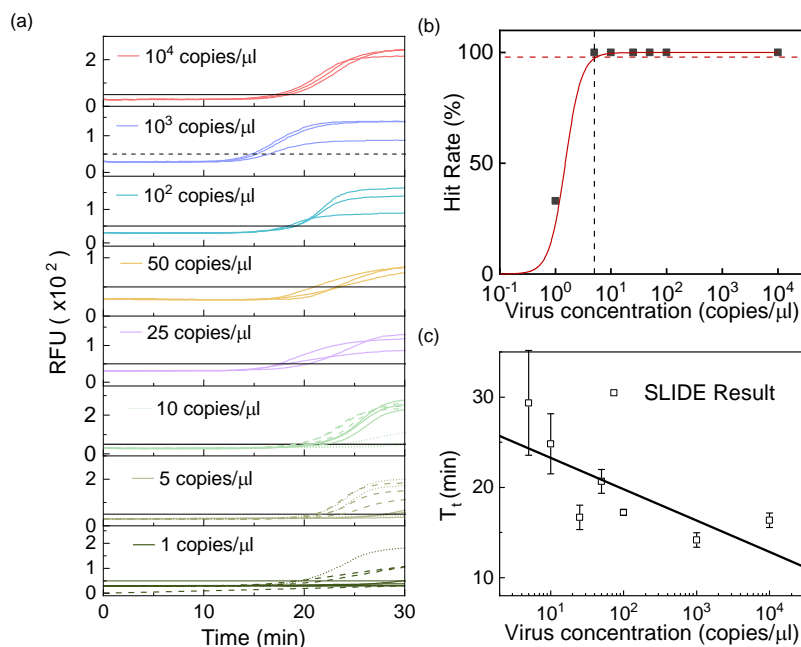 (a)
RFU ( x10²)
2
0
10⁴ copies/μl
1
0
10³ copies/μl
1
0
10² copies/μl
1
0
50 copies/μl
1
0
25 copies/μl
2
0
10 copies/μl
2
0
5 copies/μl
2
1
0
1 copies/μl
0 10 20 30
Time (min)
(b)
Hit Rate (%)
100
50
0
10⁻¹ 10⁰ 10¹ 10² 10³ 10⁴
Virus concentration (copies/μl)
(c)
Tₜ (min)
30
20
10
SLIDE Result
10¹ 10² 10³ 10⁴
Virus concentration (copies/μl)